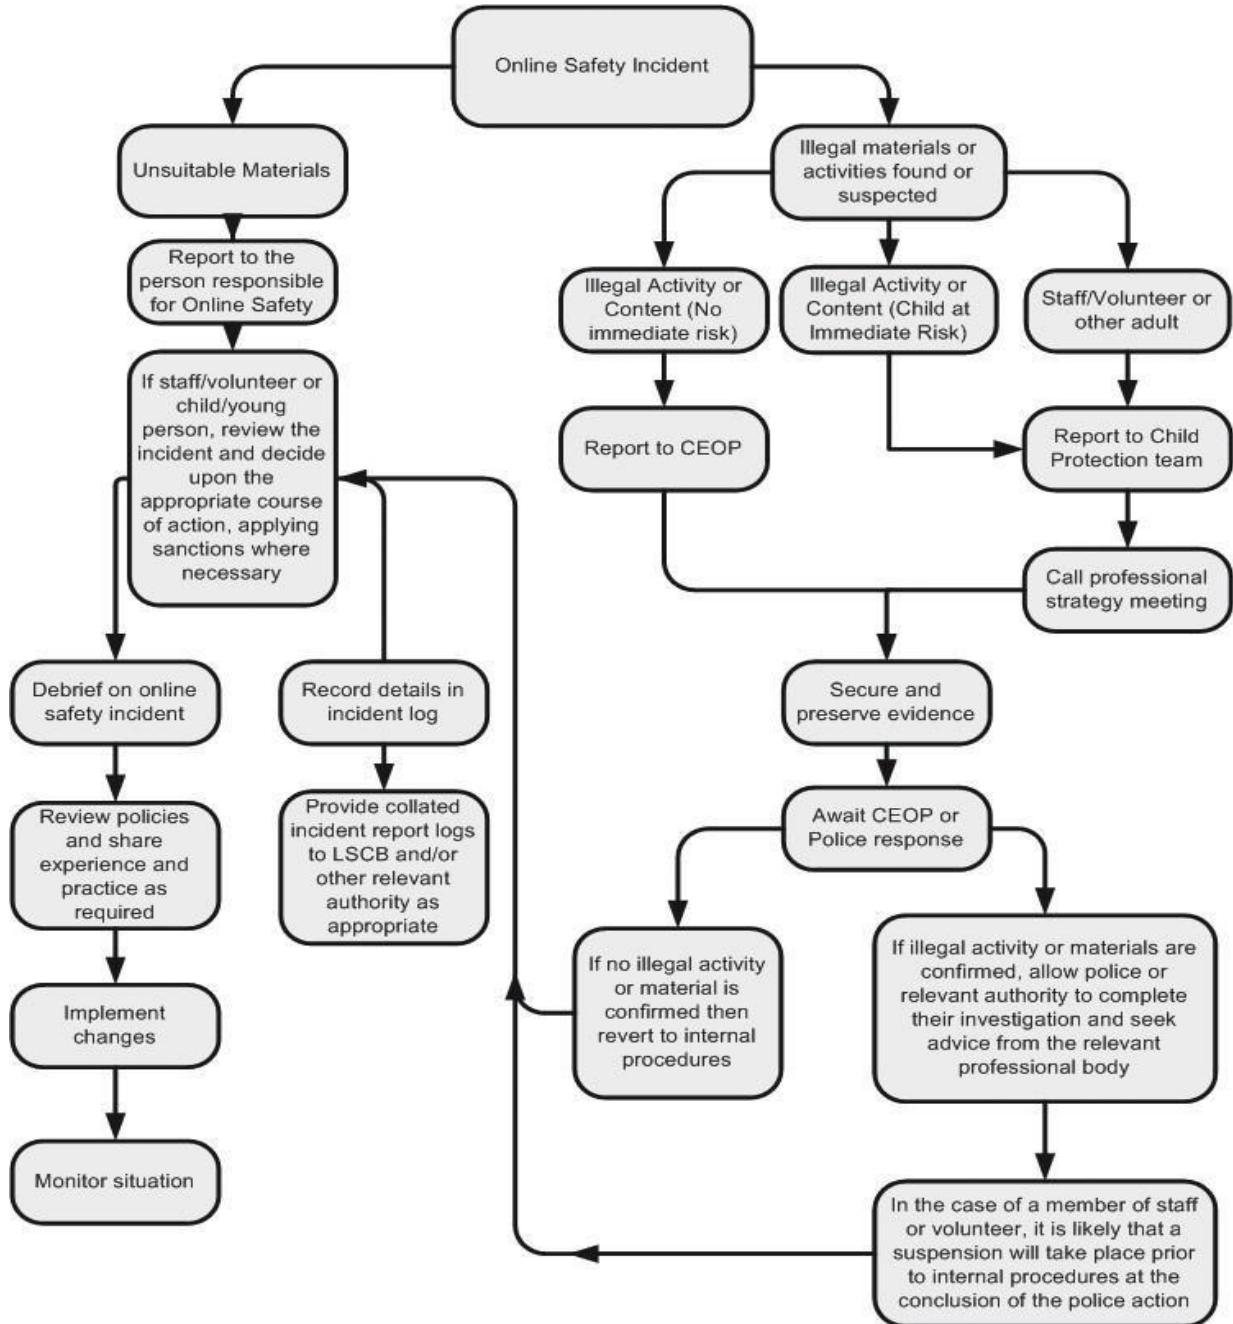 Online Safety Incident
Unsuitable Materials
Illegal materials or
activities found or
suspected
Report to the
person responsible
for Online Safety
Illegal Activity or
Content (No
immediate risk)
Illegal Activity or
Content (Child at
Immediate Risk)
Staff/Volunteer or
other adult
If staff/volunteer or
child/young
person, review the
incident and decide
upon the
appropriate course
of action, applying
sanctions where
necessary
Report to CEOP
Report to Child
Protection team
Call professional
strategy meeting
Debrief on online
safety incident
Record details in
incident log
Secure and
preserve evidence
Review policies
and share
experience and
practice as
required
Provide collated
incident report logs
to LSCB and/or
other relevant
authority as
appropriate
Await CEOP or
Police response
If no illegal activity
or material is
confirmed then
revert to internal
procedures
If illegal activity or materials are
confirmed, allow police or
relevant authority to complete
their investigation and seek
advice from the relevant
professional body
Implement
changes
Monitor situation
In the case of a member of staff
or volunteer, it is likely that a
suspension will take place prior
to internal procedures at the
conclusion of the police action